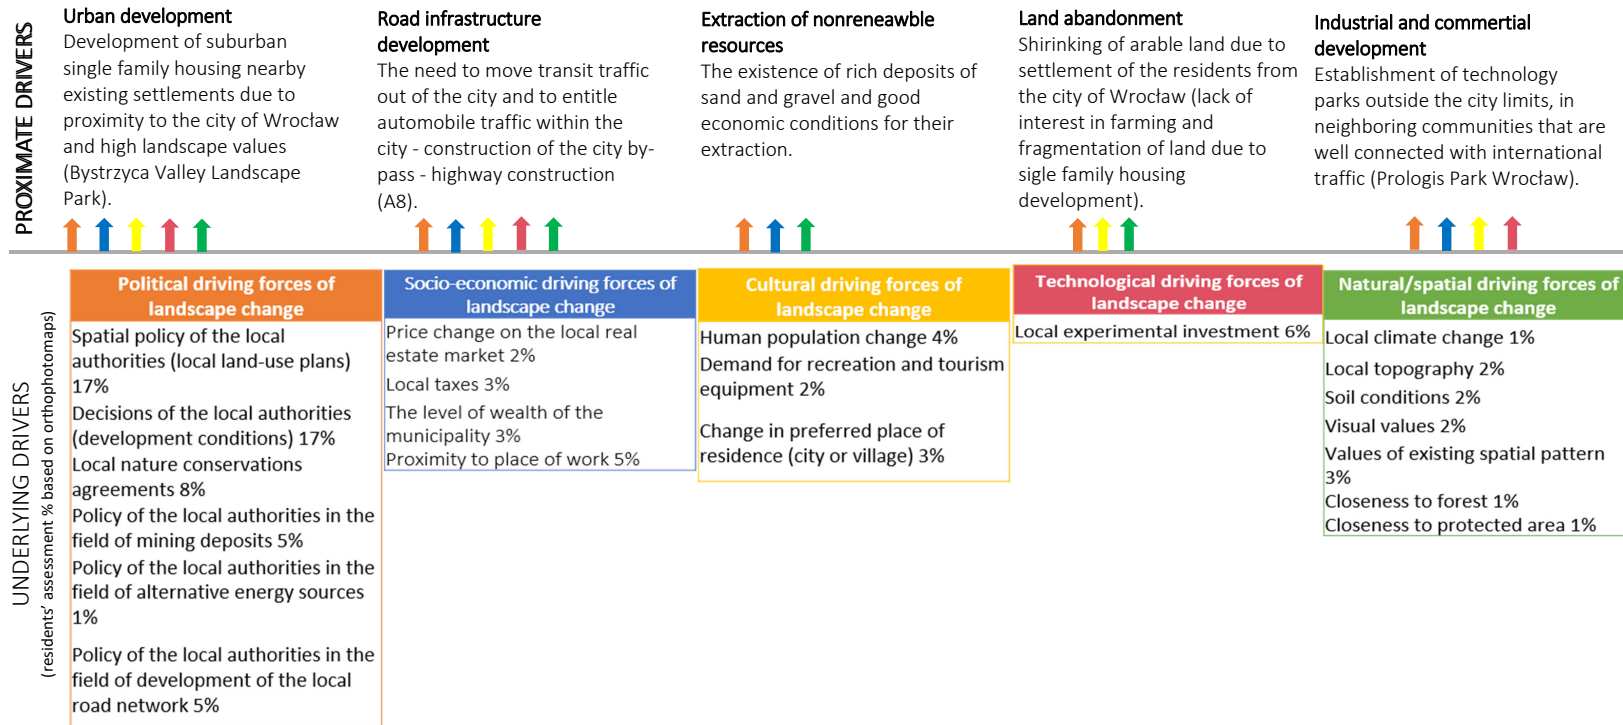 PROXIMATE DRIVERS
Urban development
Development of suburban
single family housing nearby
existing settlements due to
proximity to the city of Wrocław
and high landscape values
(Bystrzyca Valley Landscape
Park).
Road infrastructure
development
The need to move transit traffic
out of the city and to entitle
automobile traffic within the
city - construction of the city by-
pass - highway construction
(A8).
Extraction of nonreneawble
resources
The existence of rich deposits of
sand and gravel and good
economic conditions for their
extraction.
Land abandonment
Shirinking of arable land due to
settlement of the residents from
the city of Wrocław (lack of
interest in farming and
fragmentation of land due to
sigle family housing
development).
Industrial and commertial
development
Establishment of technology
parks outside the city limits, in
neighboring communities that are
well connected with international
traffic (Prologis Park Wrocław).
UNDERLYING DRIVERS
(residents' assessment % based on orthophotomaps)
Political driving forces of
landscape change
Spatial policy of the local
authorities (local land-use plans)
17%
Decisions of the local authorities
(development conditions) 17%
Local nature conservations
agreements 8%
Policy of the local authorities in the
field of mining deposits 5%
Policy of the local authorities in the
field of alternative energy sources
1%
Policy of the local authorities in the
field of development of the local
road network 5%
Socio-economic driving forces of
landscape change
Price change on the local real
estate market 2%
Local taxes 3%
The level of wealth of the
municipality 3%
Proximity to place of work 5%
Cultural driving forces of
landscape change
Human population change 4%
Demand for recreation and tourism
equipment 2%
Change in preferred place of
residence (city or village) 3%
Technological driving forces of
landscape change
Local experimental investment 6%
Natural/spatial driving forces of
landscape change
Local climate change 1%
Local topography 2%
Soil conditions 2%
Visual values 2%
Values of existing spatial pattern
3%
Closeness to forest 1%
Closeness to protected area 1%